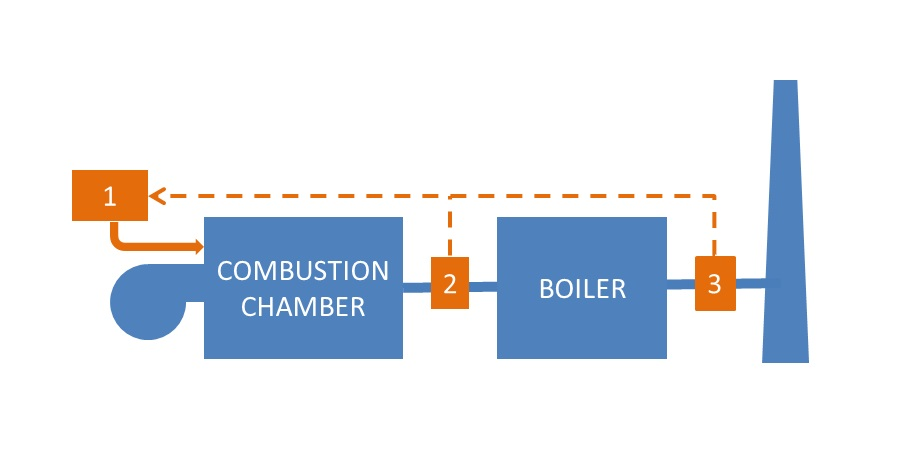 1
COMBUSTION
CHAMBER
2
BOILER
3